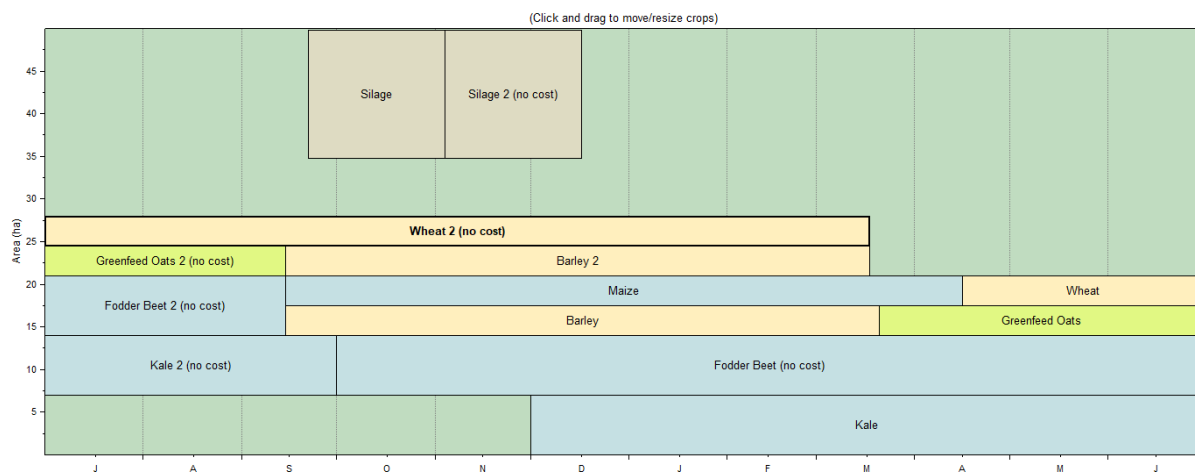 (Click and drag to move/resize crops)
45
Silage
Silage 2 (no cost)
40
35
30
Area (ha)
Wheat 2 (no cost)
25
Greenfeed Oats 2 (no cost)
Barley 2
20
Fodder Beet 2 (no cost)
Maize
Wheat
15
Barley
Greenfeed Oats
10
Kale 2 (no cost)
Fodder Beet (no cost)
5
Kale
J A S O N D J F M A M J